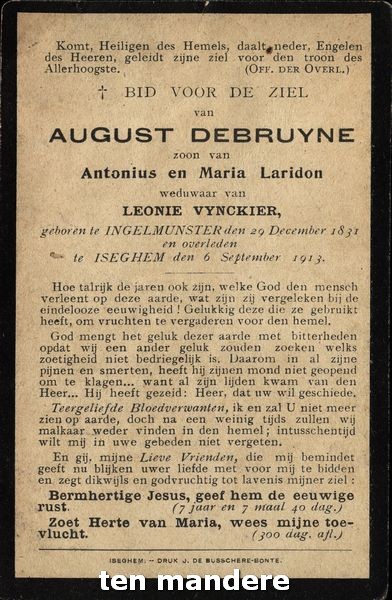 Komt, Heiligen des Hemels, daalt neder, Engelen
des Heeren, geleidt zijne ziel voor den troon des
Allerhoogste. (OFF. DER OVERL.)
† BID VOOR DE ZIEL
van
AUGUST DEBRUYNE
zoon van
Antonius en Maria Laridon
weduwaar van
LEONIE VYNCKIER,
geboren te INGELMUNSTER den 29 December 1831
en overleden
te ISEGHEM den 6 September 1913.
Hoe talrijk de jaren ook zijn, welke God den mensch
verleent op deze aarde, wat zijn zij vergeleken bij de
eindelooze eeuwigheid ! Gelukkig deze die ze gebruikt
heeft, om vruchten te vergaderen voor den hemel.
God mengt het geluk dezer aarde met bitterheden
opdat wij een ander geluk zouden zoeken welks
zoetigheid niet bedriegelijk is. Daarom in al zijne
pijnen en smerten, heeft hij zijnen mond niet geopend
om te klagen... want al zijn lijden kwam van den
Heer... Hij heeft gezeid: Heer, dat uw wil geschiede.
Teergeliefde Bloedverwanten, ik en zal U niet meer
zien op aarde, doch na een weinig tijds zullen wij
malkaar weder vinden in den hemel ; intusschentijd
wilt mij in uwe gebeden niet vergeten.
En gij, mijne Lieve Vrienden, die mij bemindet
geeft nu blijken uwer liefde met voor mij te bidden
en zegt dikwijls en godvruchtig tot lavenis mijner ziel :
Bermhertige Jesus, geef hem de eeuwige
rust. (7 jaar en 7 maal 40 dag.)
Zoet Herte van Maria, wees mijne toe-
vlucht. (300 dag. afl.)
ISEGHEM: – DRUK J. DE BUSSCHERE-BONTE.
ten mandere